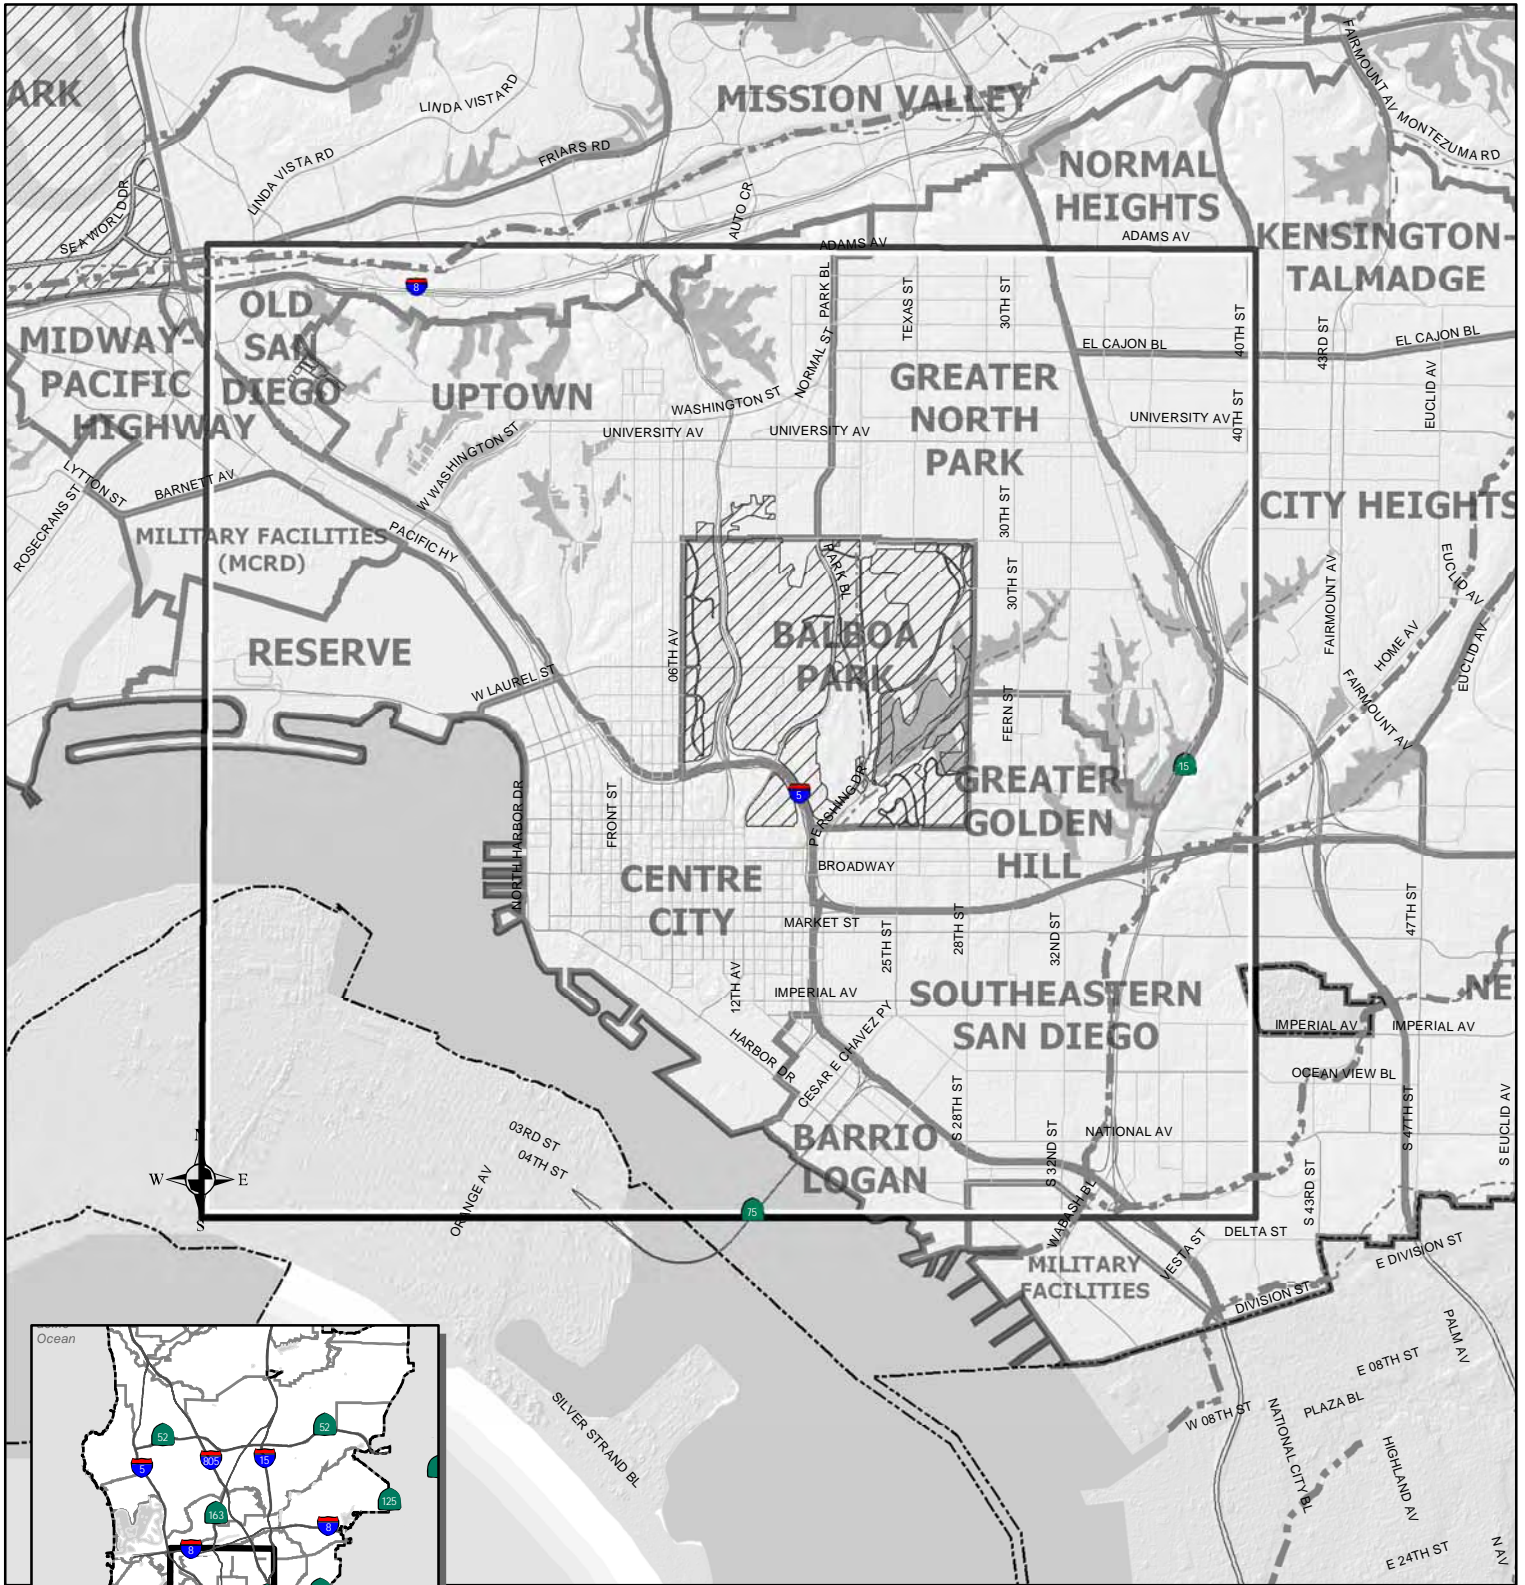 ARK
LINDA VISTA RD
MISSION VALLEY
FAIRMOUNT AV
MONTEZUMA RD
FRIARS RD
LINDA VISTA RD
NORMAL
HEIGHTS
SEA WORLD DR
AUTO CR
ADAMS AV
ADAMS AV
KENSINGTON-
TALMADGE
8
OLD
SAN
DIEGO
PARK BL
TEXAS ST
30TH ST
40TH ST
43RD ST
EL CAJON BL
EL CAJON BL
MIDWAY-
PACIFIC
HIGHWAY
UPTOWN
NORMAL ST
GREATER
NORTH
PARK
EUCLID AV
WASHINGTON ST
UNIVERSITY AV
UNIVERSITY AV
UNIVERSITY AV
40TH ST
W WASHINGTON ST
LYTTON ST
BARNETT AV
ROSECRANS ST
CITY HEIGHTS
30TH ST
MILITARY FACILITIES
(MCRD)
PACIFIC HY
PARK BL
30TH ST
FAIRMOUNT AV
EUCLID AV
BALBOA
PARK
RESERVE
06TH AV
HOME AV
EUCLID AV
W LAUREL ST
FERN ST
FAIRMOUNT AV
15
5
NORTH HARBOR DR
FRONT ST
PERSHING DR
GREATER
GOLDEN
HILL
BROADWAY
CENTRE
CITY
MARKET ST
25TH ST
28TH ST
32ND ST
47TH ST
12TH AV
IMPERIAL AV
SOUTHEASTERN
SAN DIEGO
NE
IMPERIAL AV
IMPERIAL AV
HARBOR DR
CESAR E CHAVEZ PY
OCEAN VIEW BL
S 28TH ST
S 32ND ST
NATIONAL AV
S 47TH ST
S EUCLID AV
03RD ST
04TH ST
BARRIO
LOGAN
N
W
E
S
ORANGE AV
75
S 43RD ST
WABASH BL
VESTA ST
DELTA ST
E DIVISION ST
MILITARY
FACILITIES
DIVISION ST
PALM AV
E 08TH ST
PLAZA BL
W 08TH ST
NATIONAL CITY BL
HIGHLAND AV
E 24TH ST
N AV
SILVER STRAND BL
Ocean
52
52
5
805
15
163
125
8
8